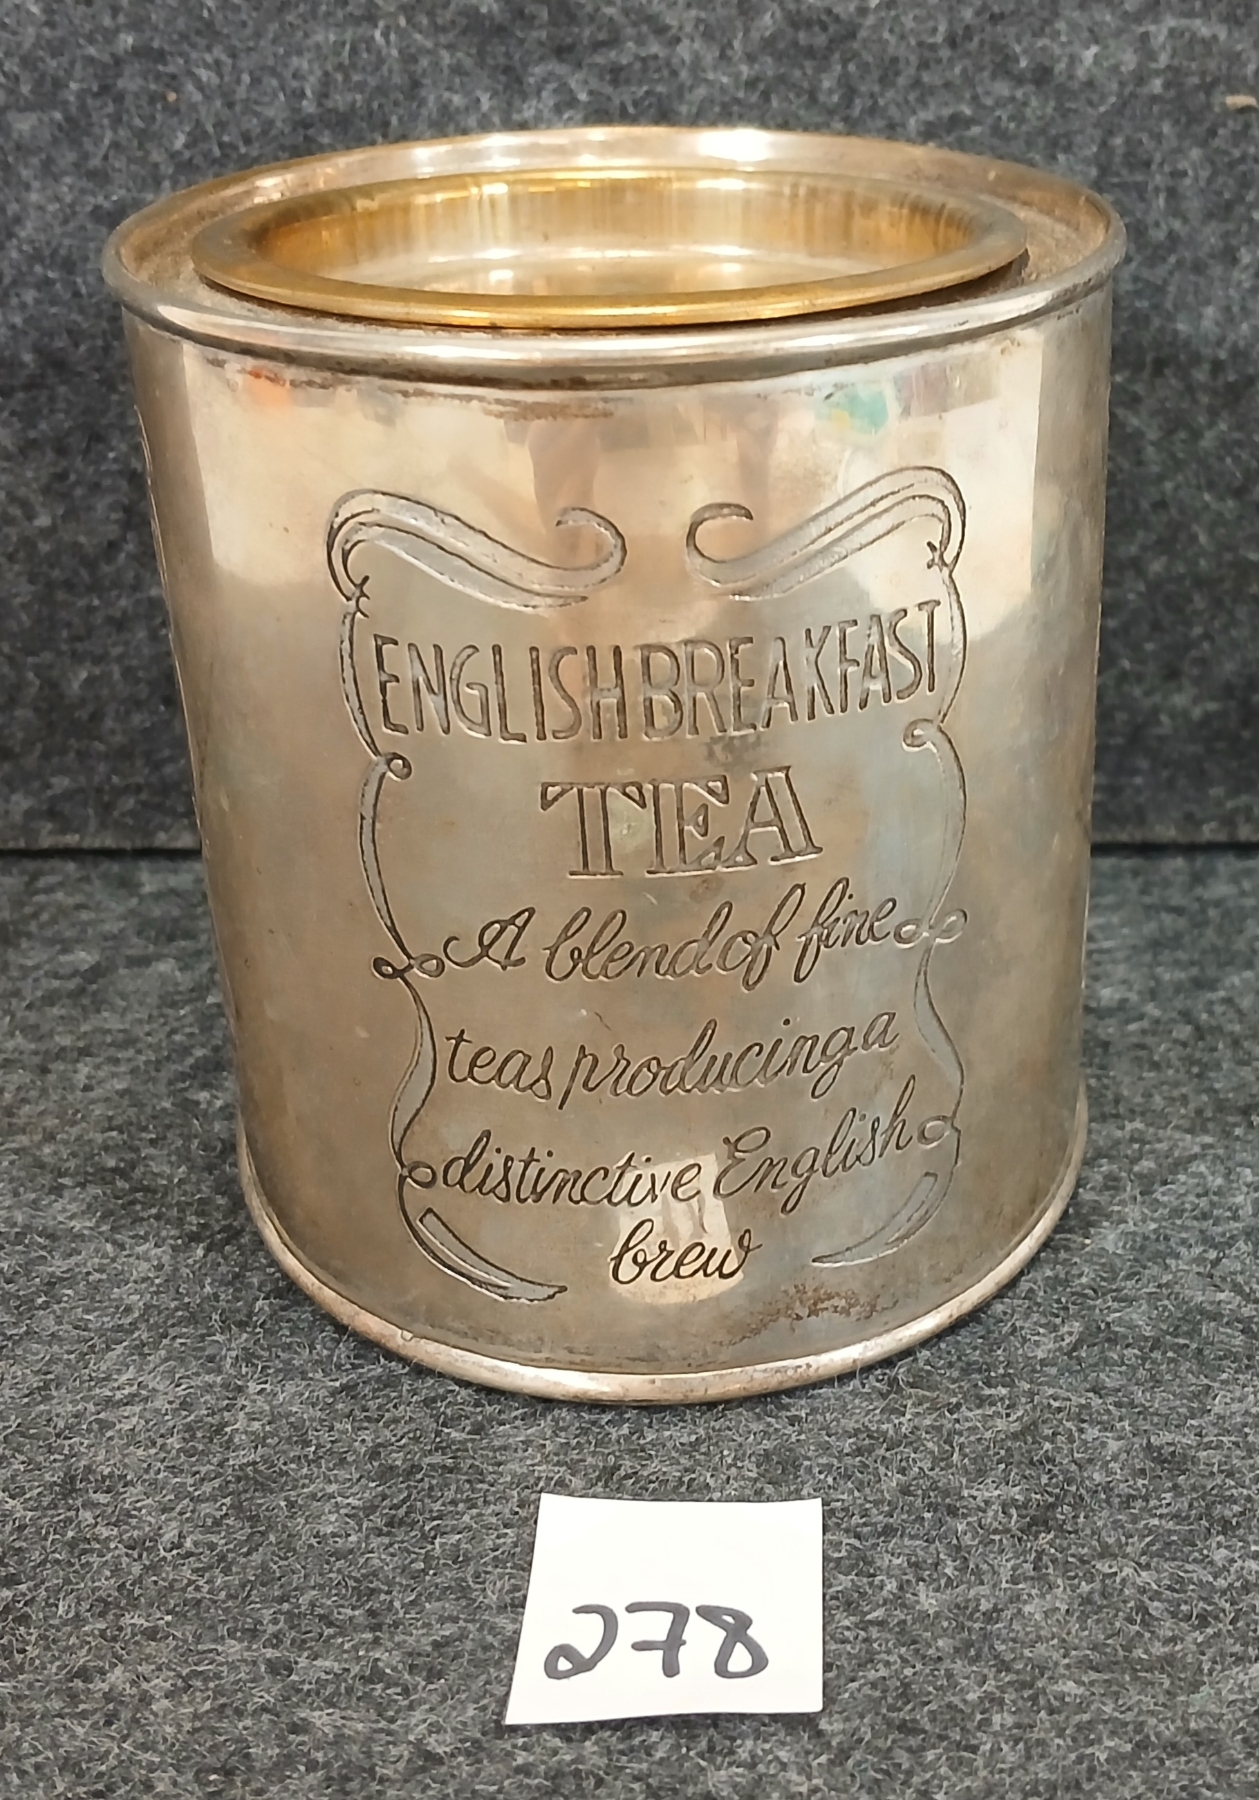 ENGLISH BREAKFAST
TEA
A blend of fine
teas producing a
distinctive English
brew
278